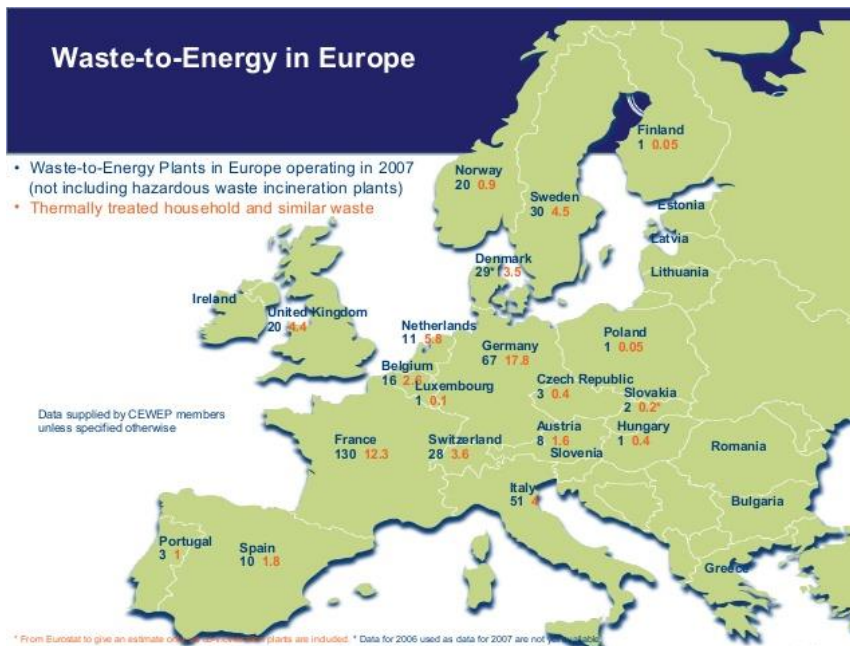 Waste-to-Energy in Europe
• Waste-to-Energy Plants in Europe operating in 2007
(not including hazardous waste incineration plants)
• Thermally treated household and similar waste
Finland
1 0.05
Norway
20 0.9
Sweden
30 4.5
Estonia
Latvia
Lithuania
Denmark
29* 3.5
Ireland
United Kingdom
20 4.4
Netherlands
11 5.8
Germany
67 17.8
Poland
1 0.05
Belgium
16
Luxembourg
1 0.1
Czech Republic
3 0.4
Slovakia
2 0.2*
Data supplied by CEWEP members
unless specified otherwise
France
130 12.3
Switzerland
28 3.6
Austria
8 1.6
Hungary
1 0.4
Slovenia
Romania
Italy
51 4
Bulgaria
Portugal
3 1
Spain
10 1.8
Greece
* From Eurostat to give an estimate plants are included. * Data for 2006 used as data for 2007 are not yet available